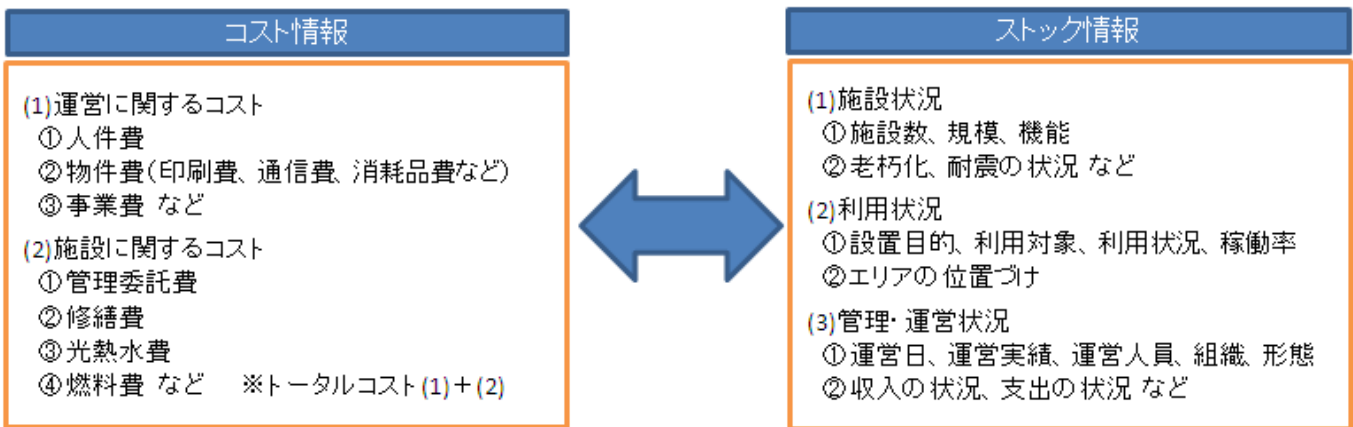 コスト情報
(1)運営に関するコスト
①人件費
②物件費(印刷費、通信費、消耗品費など)
③事業費 など
(2)施設に関するコスト
①管理委託費
②修繕費
③光熱水費
④燃料費 など ※トータルコスト(1)+(2)
ストック情報
(1)施設状況
①施設数、規模、機能
②老朽化、耐震の状況 など
(2)利用状況
①設置目的、利用対象、利用状況、稼働率
②エリアの位置づけ
(3)管理・運営状況
①運営日、運営実績、運営人員、組織、形態
②収入の状況、支出の状況 など